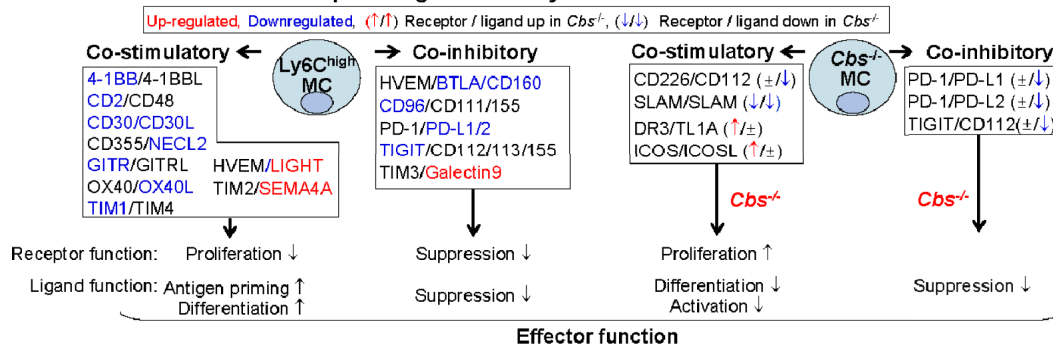 Up-regulated, Downregulated, (↑/↑) Receptor / ligand up in Cbs-/-, (↓/↓) Receptor / ligand down in Cbs-/-
Co-stimulatory
Ly6Chigh
MC
Co-inhibitory
4-1BB/4-1BBL
CD2/CD48
CD30/CD30L
CD355/NECL2
GITR/GITRL
OX40/OX40L
TIM1/TIM4
HVEM/LIGHT
TIM2/SEMA4A
HVEM/BTLA/CD160
CD96/CD111/155
PD-1/PD-L1/2
TIGIT/CD112/113/155
TIM3/Galectin9
Co-stimulatory
Cbs-/-
MC
Co-inhibitory
CD226/CD112 (±/↓)
SLAM/SLAM (↓/↓)
DR3/TL1A (↑/±)
ICOS/ICOSL (↑/±)
PD-1/PD-L1 (±/↓)
PD-1/PD-L2 (±/↓)
TIGIT/CD112(±/↓)
Cbs-/-
Cbs-/-
Receptor function: Proliferation ↓ Suppression ↓ Proliferation ↑
Ligand function: Antigen priming ↑ Suppression ↓ Differentiation ↓ Suppression ↓
Differentiation ↑ Activation ↓
Effector function